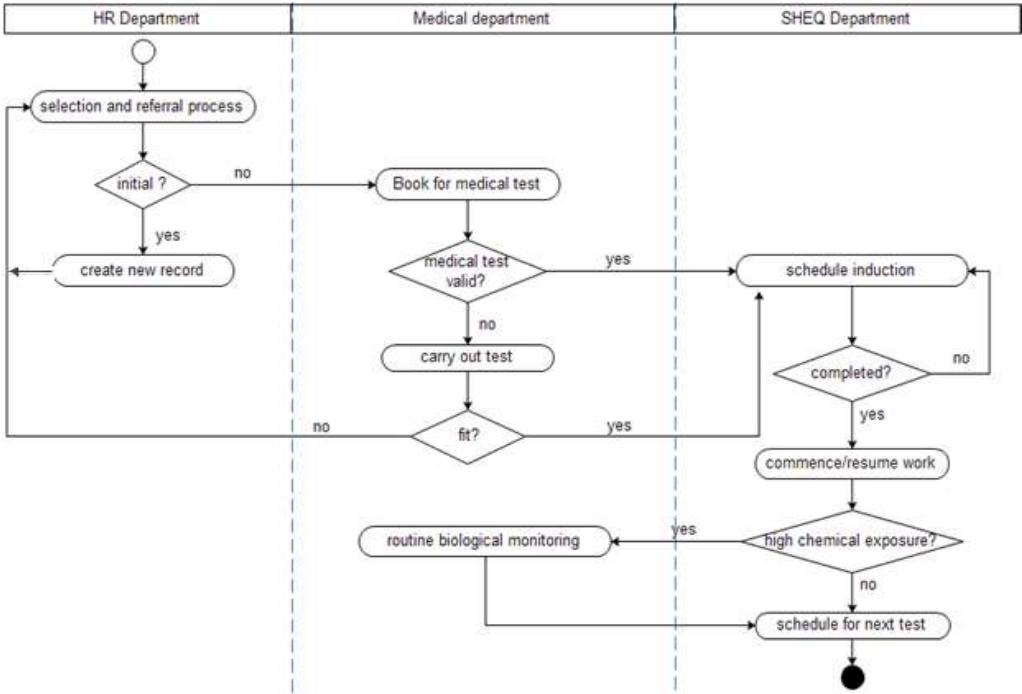 HR Department
Medical department
SHEQ Department
selection and referral process
initial ?
no
Book for medical test
yes
create new record
medical test
valid?
yes
schedule induction
no
carry out test
completed?
no
no
fit?
yes
yes
commence/resume work
routine biological monitoring
yes
high chemical exposure?
no
schedule for next test